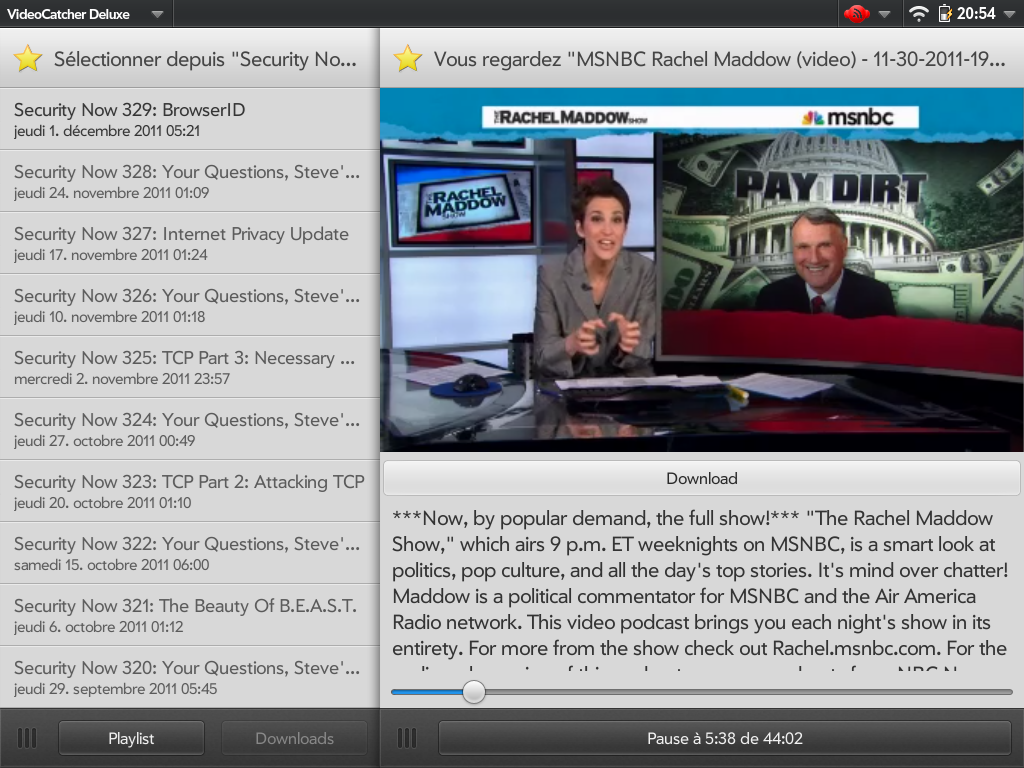 VideoCatcher Deluxe
20:54
Sélectionner depuis "Security No...
Security Now 329: BrowserID
jeudi 1. décembre 2011 05:21
Security Now 328: Your Questions, Steve'...
jeudi 24. novembre 2011 01:09
Security Now 327: Internet Privacy Update
jeudi 17. novembre 2011 01:24
Security Now 326: Your Questions, Steve'...
jeudi 10. novembre 2011 01:18
Security Now 325: TCP Part 3: Necessary ...
mercredi 2. novembre 2011 23:57
Security Now 324: Your Questions, Steve'...
jeudi 27. octobre 2011 00:49
Security Now 323: TCP Part 2: Attacking TCP
jeudi 20. octobre 2011 01:10
Security Now 322: Your Questions, Steve'...
samedi 15. octobre 2011 06:00
Security Now 321: The Beauty Of B.E.A.S.T.
jeudi 6. octobre 2011 01:12
Security Now 320: Your Questions, Steve'...
jeudi 29. septembre 2011 05:45
Playlist
Downloads
Vous regardez "MSNBC Rachel Maddow (video) - 11-30-2011-19...
THE RACHEL MADDOW SHOW
msnbc
THE
RACHEL
MADDOW
SHOW
PAY DIRT
100
Download
***Now, by popular demand, the full show!*** "The Rachel Maddow
Show," which airs 9 p.m. ET weeknights on MSNBC, is a smart look at
politics, pop culture, and all the day's top stories. It's mind over chatter!
Maddow is a political commentator for MSNBC and the Air America
Radio network. This video podcast brings you each night's show in its
entirety. For more from the show check out Rachel.msnbc.com. For the
Pause à 5:38 de 44:02